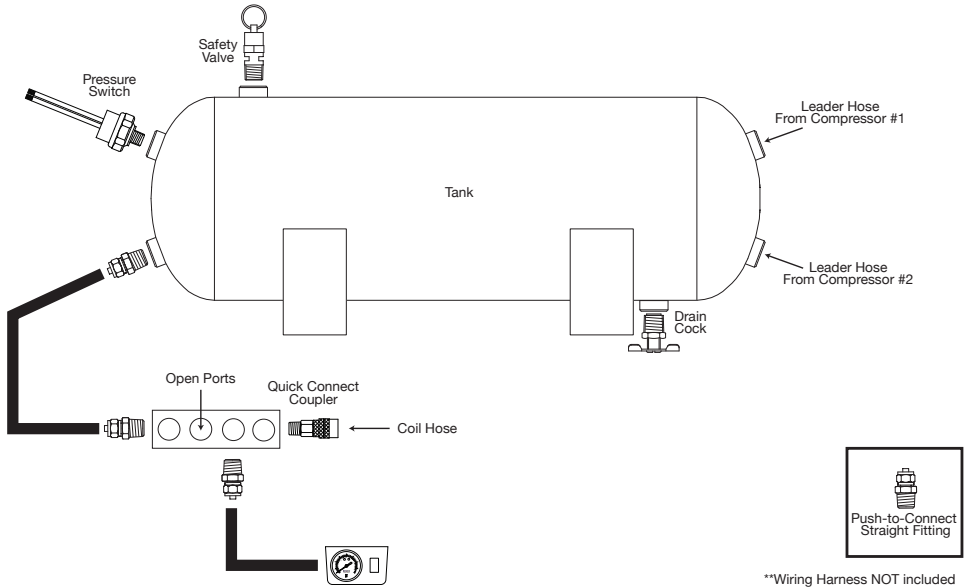 Safety
Valve
Pressure
Switch
Leader Hose
From Compressor #1
Tank
Leader Hose
From Compressor #2
Drain
Cock
Open Ports
Quick Connect
Coupler
Coil Hose
Push-to-Connect
Straight Fitting
**Wiring Harness NOT included